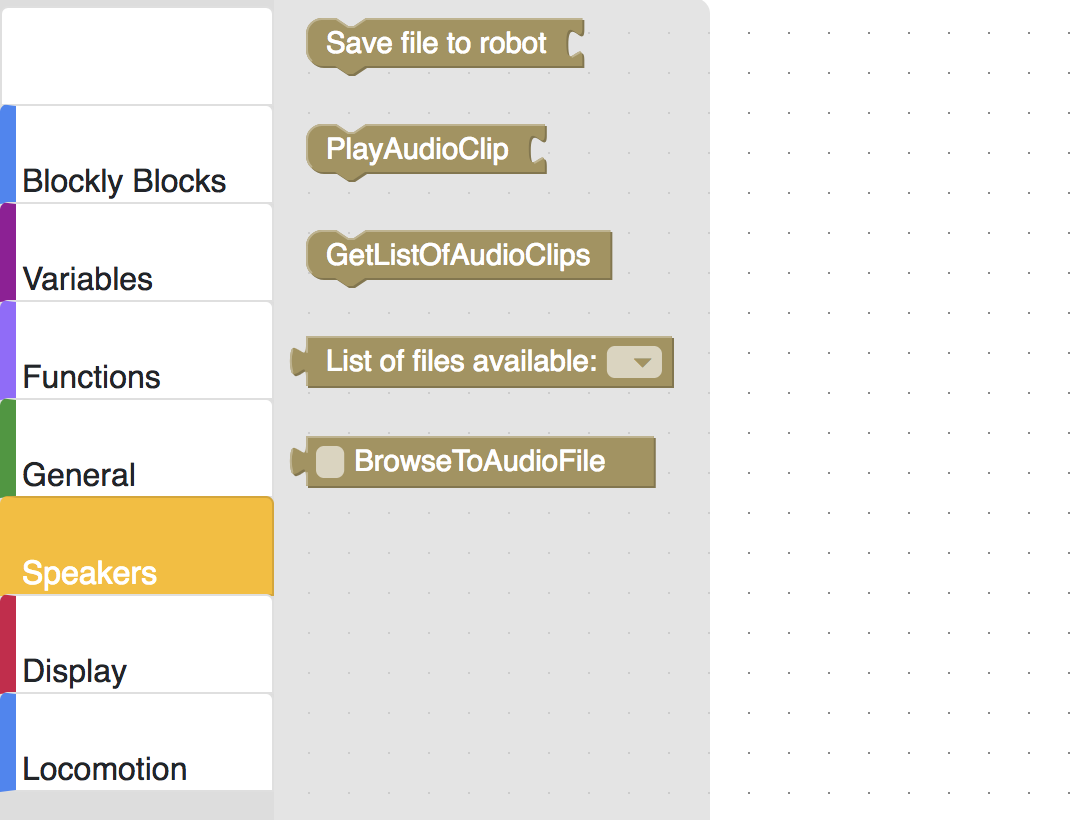 Blockly Blocks
Variables
Functions
General
Speakers
Display
Locomotion
Save file to robot
PlayAudioClip
GetListOfAudioClips
List of files available:
BrowseToAudioFile